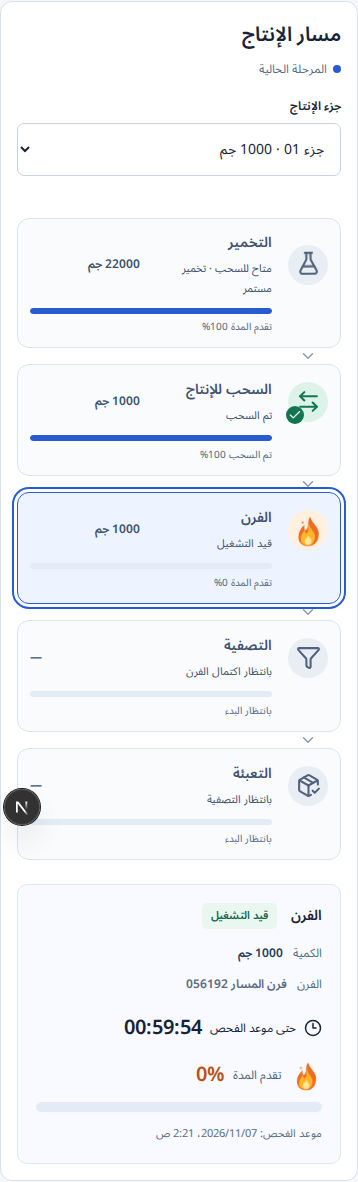 مسار الإنتاج
المرحلة الحالية
جزء الإنتاج
جزء 01 · 1000 جم
التخمير
22000 جم
متاح للسحب · تخمير
مستمر
تقدم المدة 100%
السحب للإنتاج
1000 جم
تم السحب
تم السحب 100%
الفرن
1000 جم
قيد التشغيل
تقدم المدة 0%
التصفية
—
بانتظار اكتمال الفرن
بانتظار البدء
التعبئة
—
بانتظار التصفية
بانتظار البدء
N
الفرن قيد التشغيل
الكمية 1000 جم
الفرن فرن المسار 056192
حتى موعد الفحص 00:59:54
تقدم المدة 0%
موعد الفحص: 2026/11/07، 2:21 ص